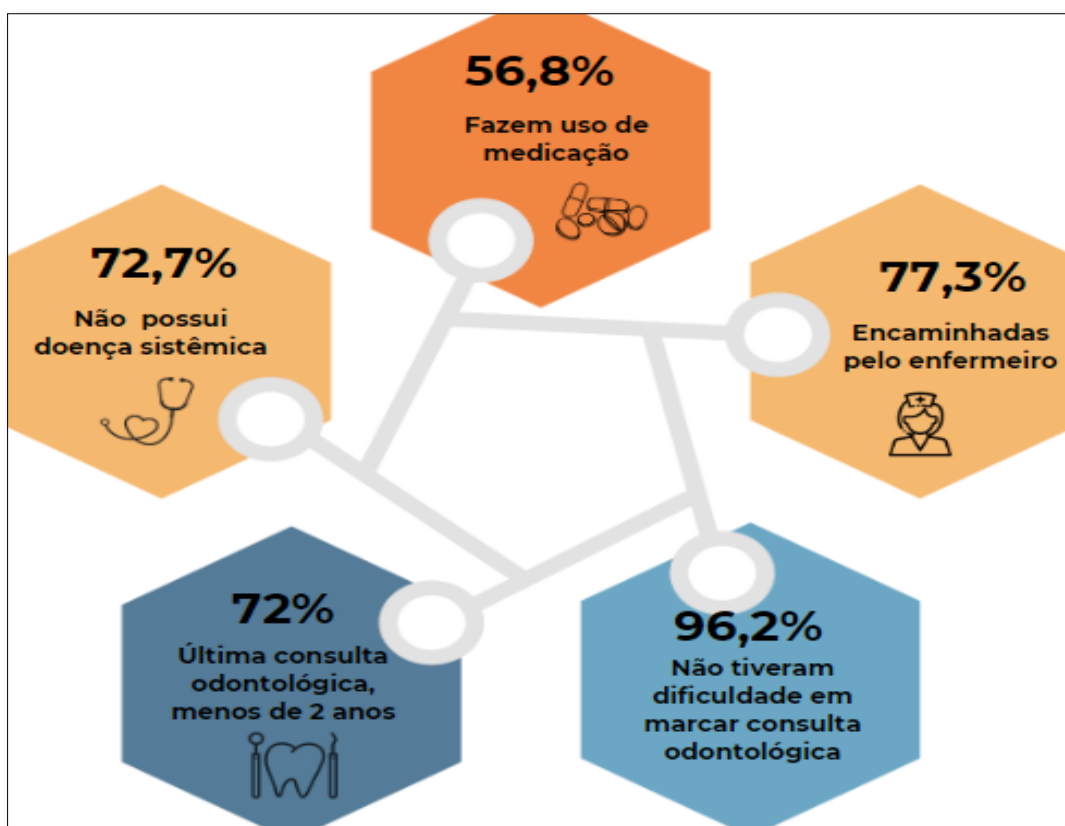 56,8%
Fazem uso de
medicação
72,7%
Não possui
doença sistêmica
77,3%
Encaminhadas
pelo enfermeiro
72%
Última consulta
odontológica,
menos de 2 anos
96,2%
Não tiveram
dificuldade em
marcar consulta
odontológica